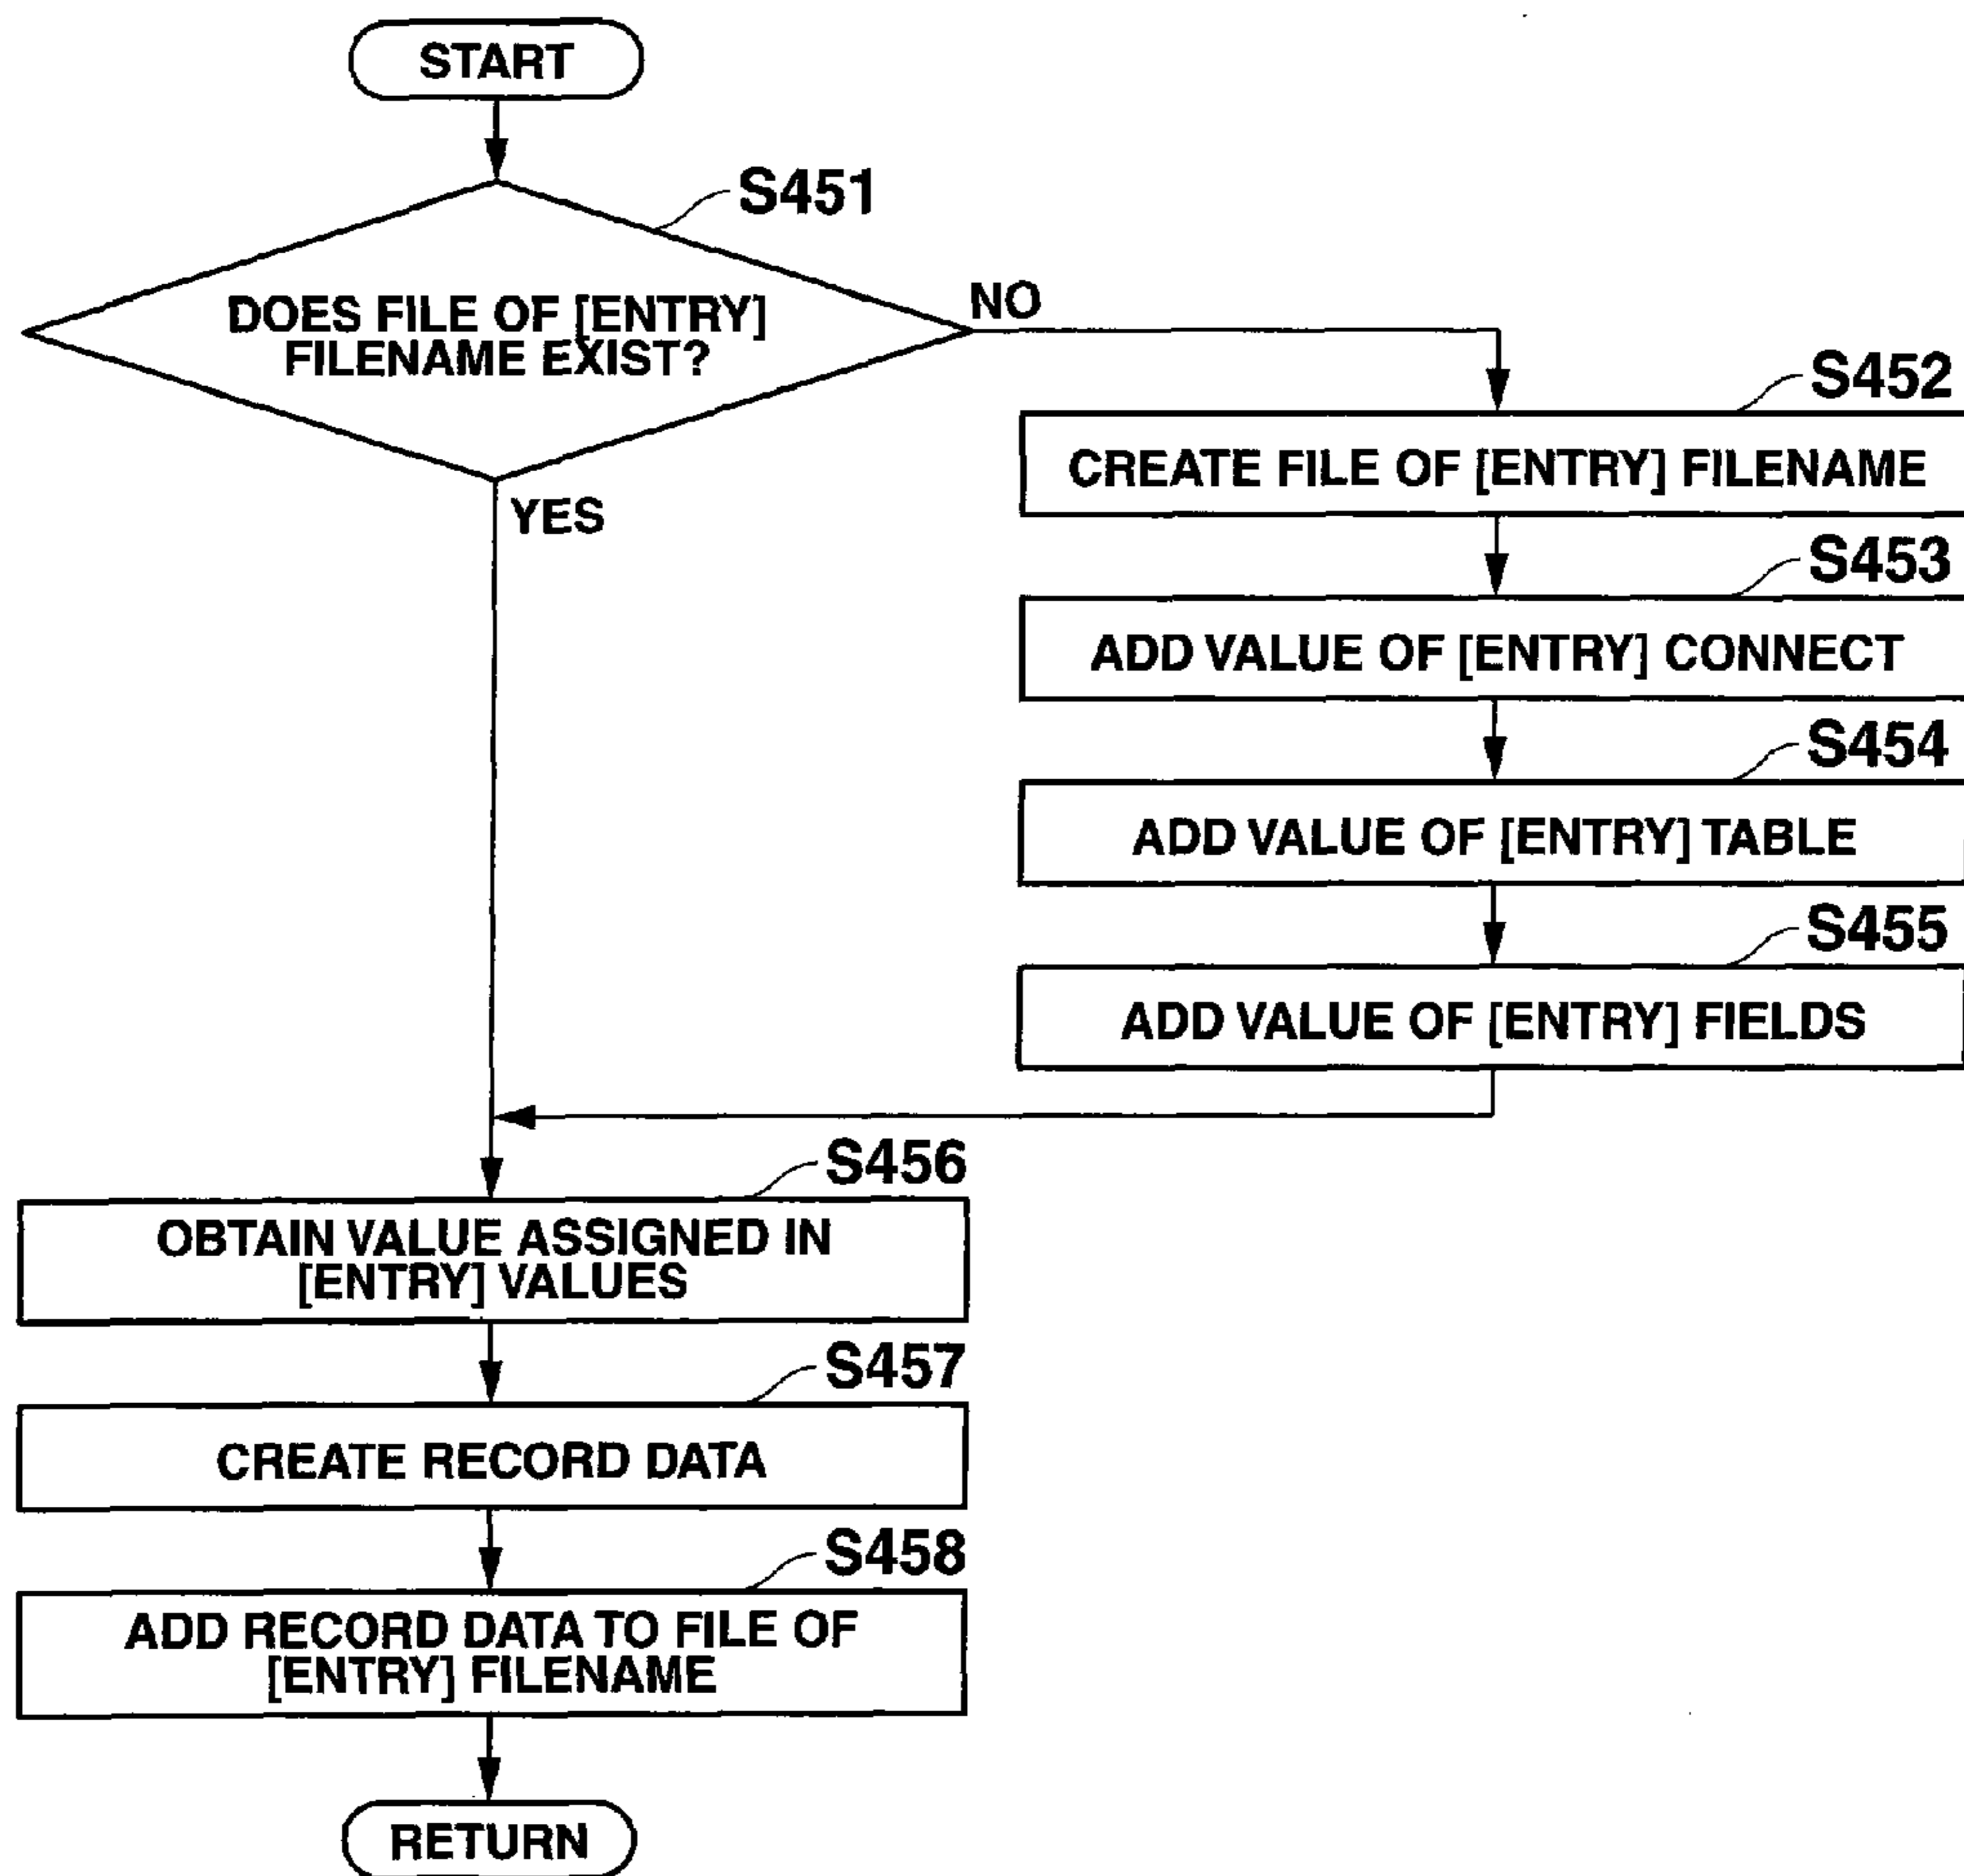 START
S451
DOES FILE OF [ENTRY]
FILENAME EXIST?
NO
YES
S452
CREATE FILE OF [ENTRY] FILENAME
S453
ADD VALUE OF [ENTRY] CONNECT
S454
ADD VALUE OF [ENTRY] TABLE
S455
ADD VALUE OF [ENTRY] FIELDS
S456
OBTAIN VALUE ASSIGNED IN
[ENTRY] VALUES
S457
CREATE RECORD DATA
S458
ADD RECORD DATA TO FILE OF
[ENTRY] FILENAME
RETURN